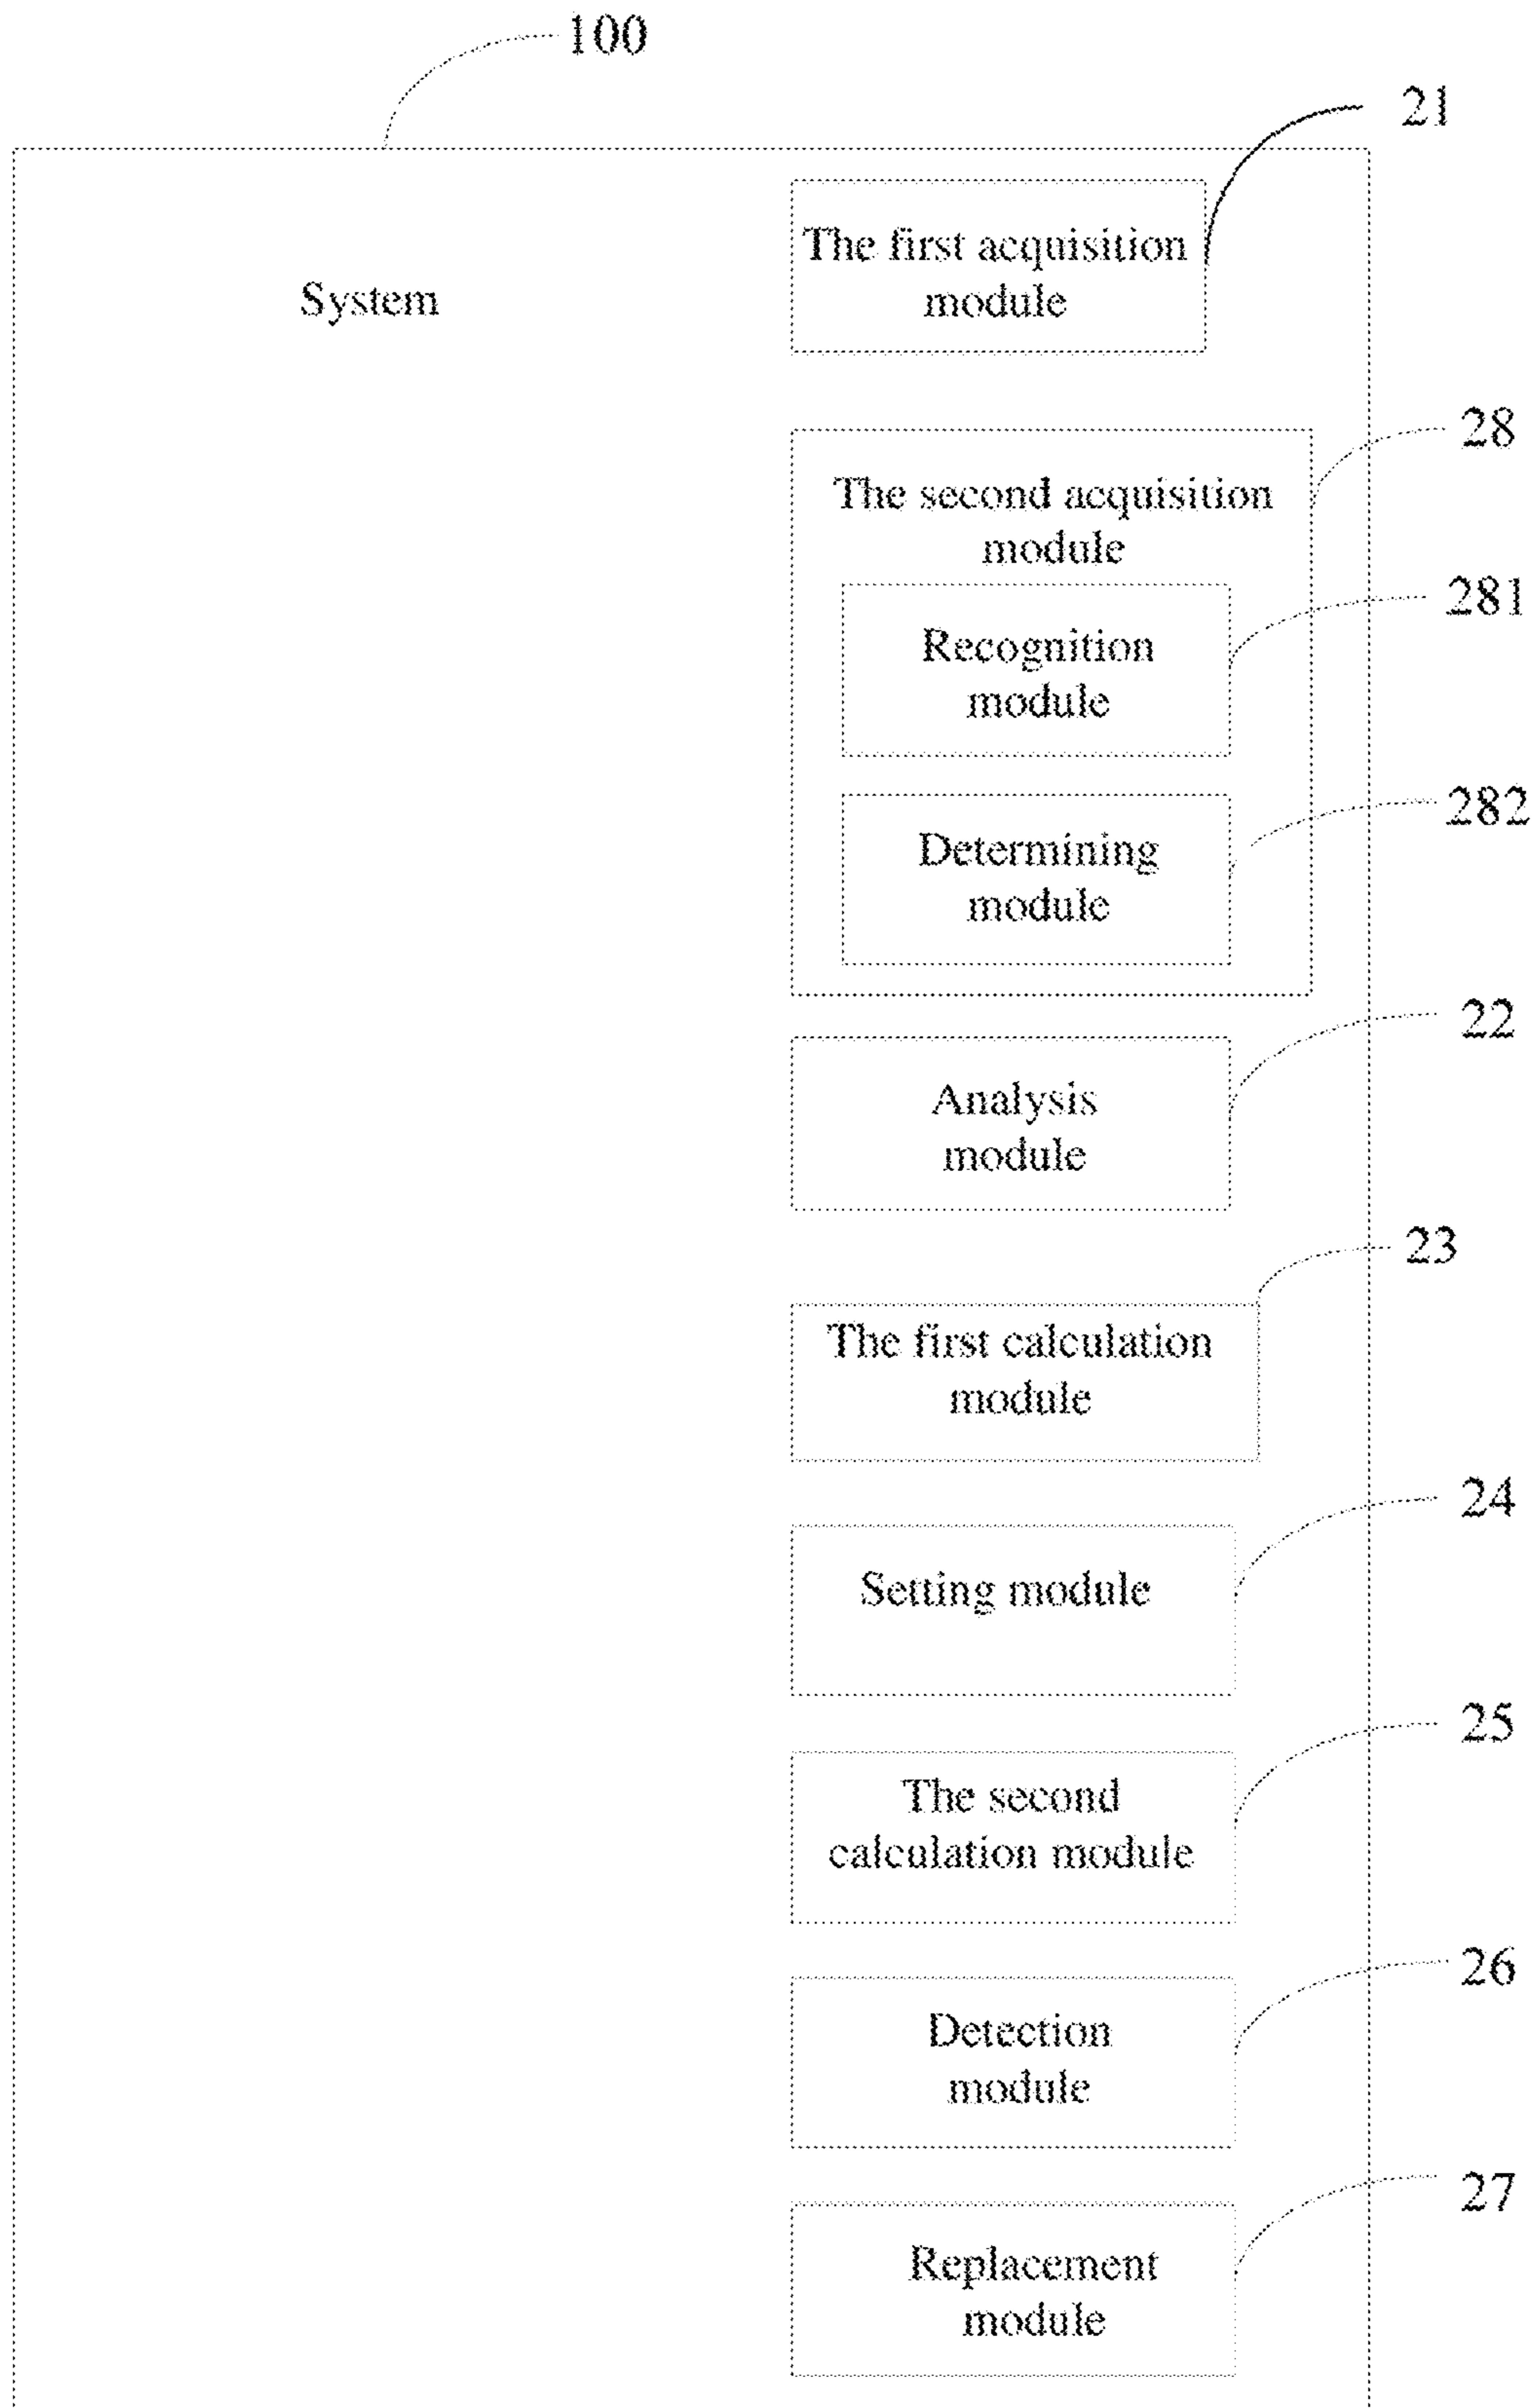 100
21
The first acquisition
module
System
28
The second acquisition
module
281
Recognition
module
282
Determining
module
22
Analysis
module
23
The first calculation
module
24
Setting module
25
The second
calculation module
26
Detection
module
27
Replacement
module